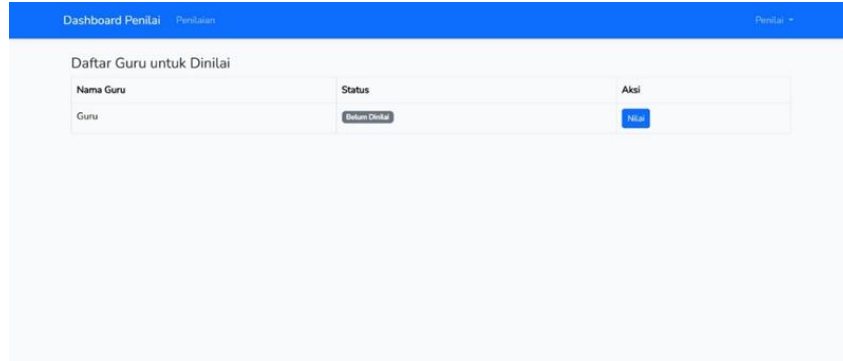 Dashboard Penilai Penilaian Penilai
Daftar Guru untuk Dinilai
Nama Guru Status Aksi
Guru Belum Dinilai Nilai